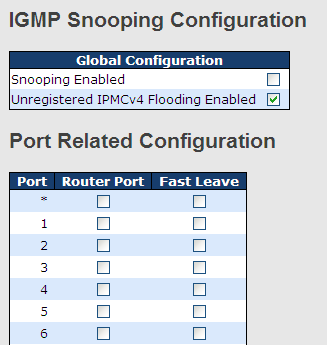 IGMP Snooping Configuration
Global Configuration
Snooping Enabled
Unregistered IPMCv4 Flooding Enabled
Port Related Configuration
Port Router Port Fast Leave
*
1
2
3
4
5
6